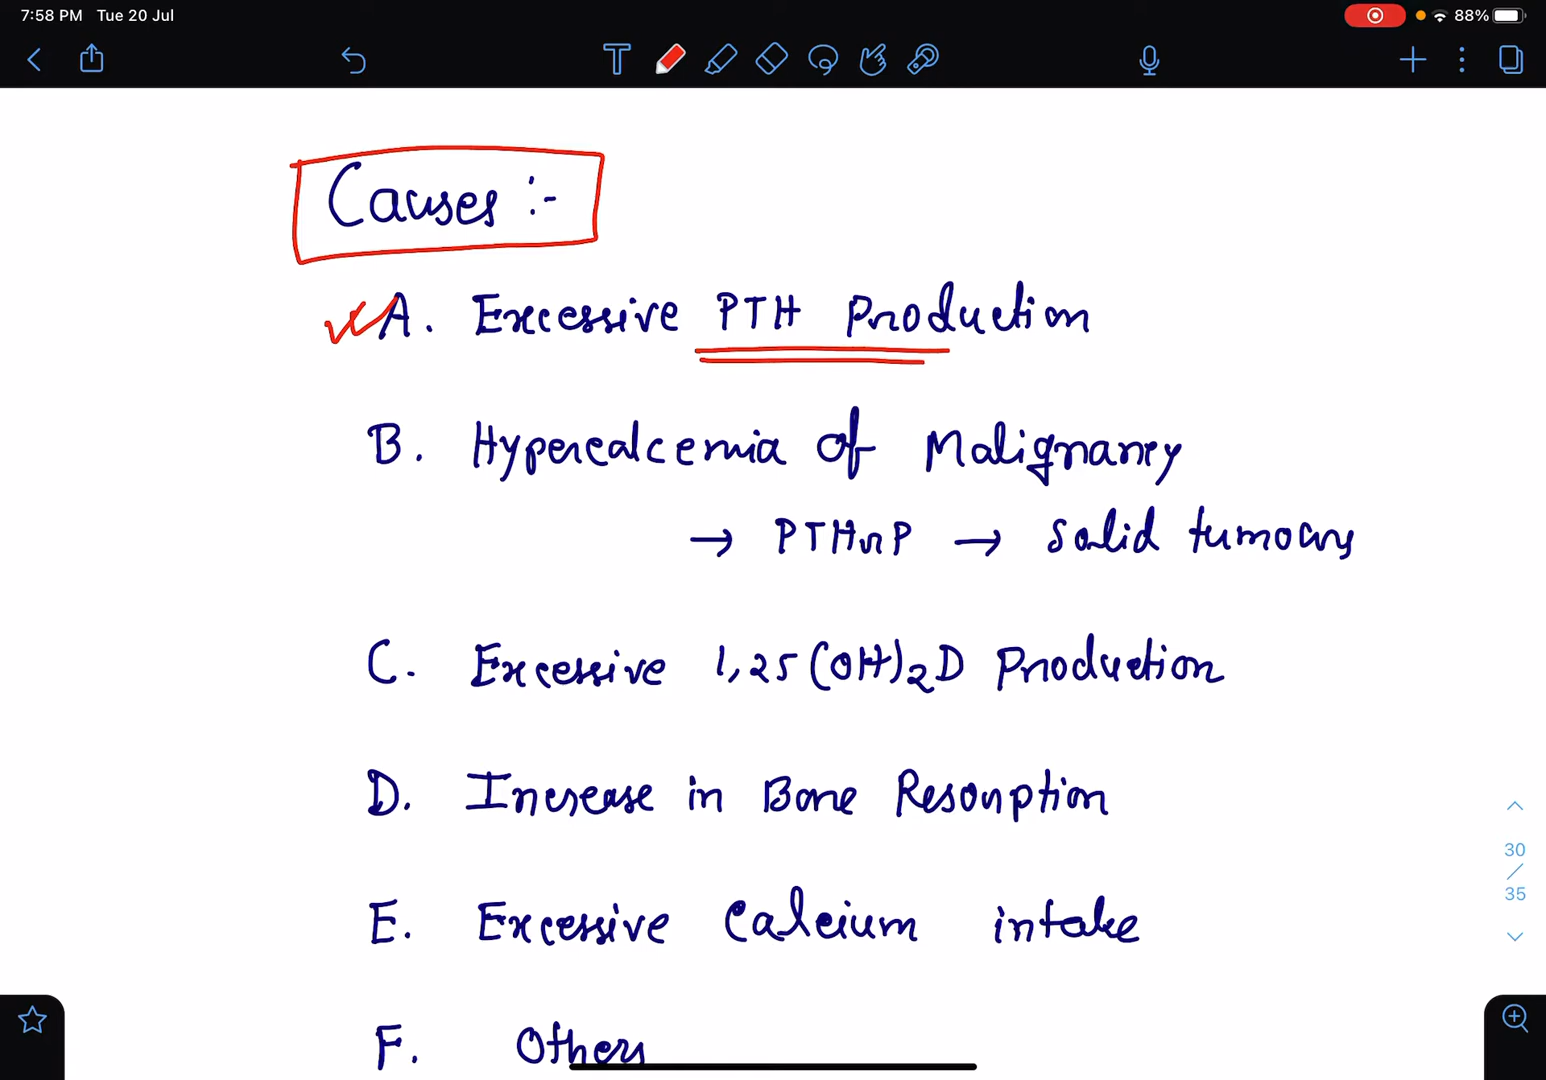 7:58 PM Tue 20 Jul
88%
Causes :-
A. Excessive PTH Production
B. Hypercalcemia of Malignancy
→ PTHrP → Solid tumours
C. Excessive 1,25(OH)₂D Production
D. Increase in Bone Resorption
30
/
35
E. Excessive Calcium intake
F. Others